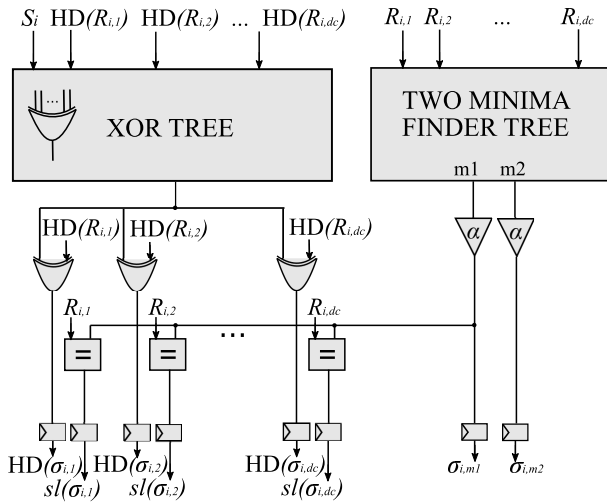 Si HD(Ri,1) HD(Ri,2) ... HD(Ri,dc) Ri,1 Ri,2 ... Ri,dc
...
XOR TREE
TWO MINIMA
FINDER TREE
m1 m2
HD(Ri,1) HD(Ri,2) HD(Ri,dc) α α
Ri,1 Ri,2 Ri,dc
...
= = =
HD(σi,1) HD(σi,2) HD(σi,dc) σi,m1 σi,m2
sl(σi,1) sl(σi,2) sl(σi,dc)